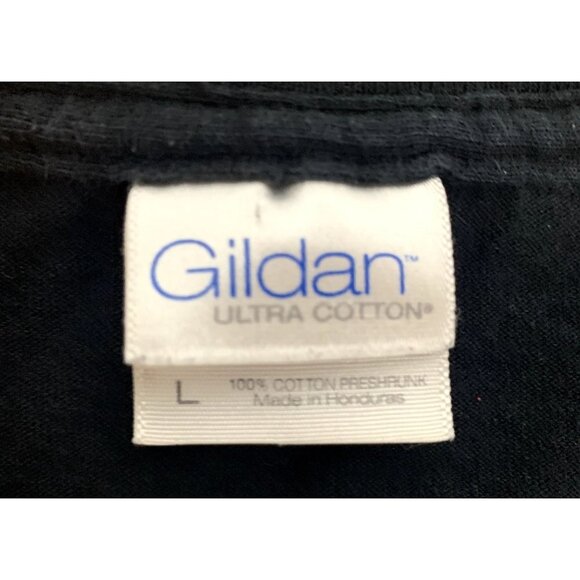 Gildan™
ULTRA COTTON®
L 100% COTTON PRESHRUNK
Made in Honduras